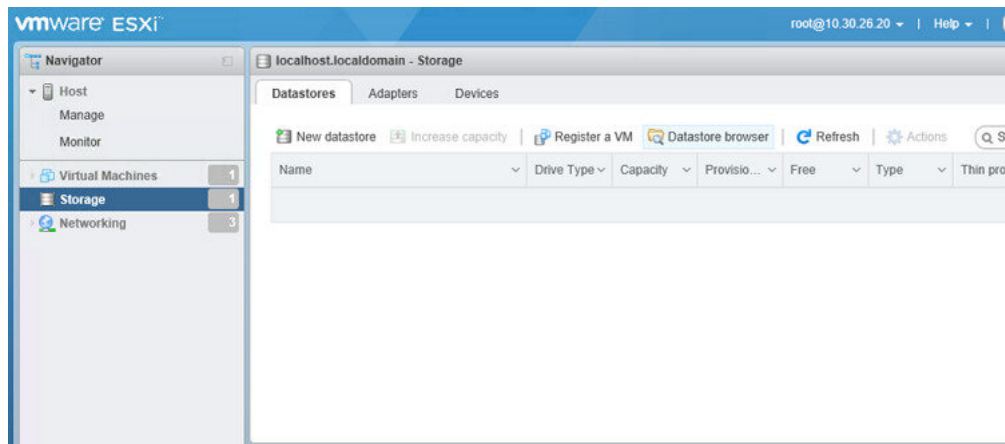 vmware ESXi
root@10.30.26.20 | Help |
Navigator
localhost.localdomain - Storage
Host
Manage
Monitor
Virtual Machines 1
Storage 1
Networking 3
Datastores Adapters Devices
New datastore Increase capacity | Register a VM Datastore browser | Refresh | Actions S
Name Drive Type Capacity Provisio... Free Type Thin pro